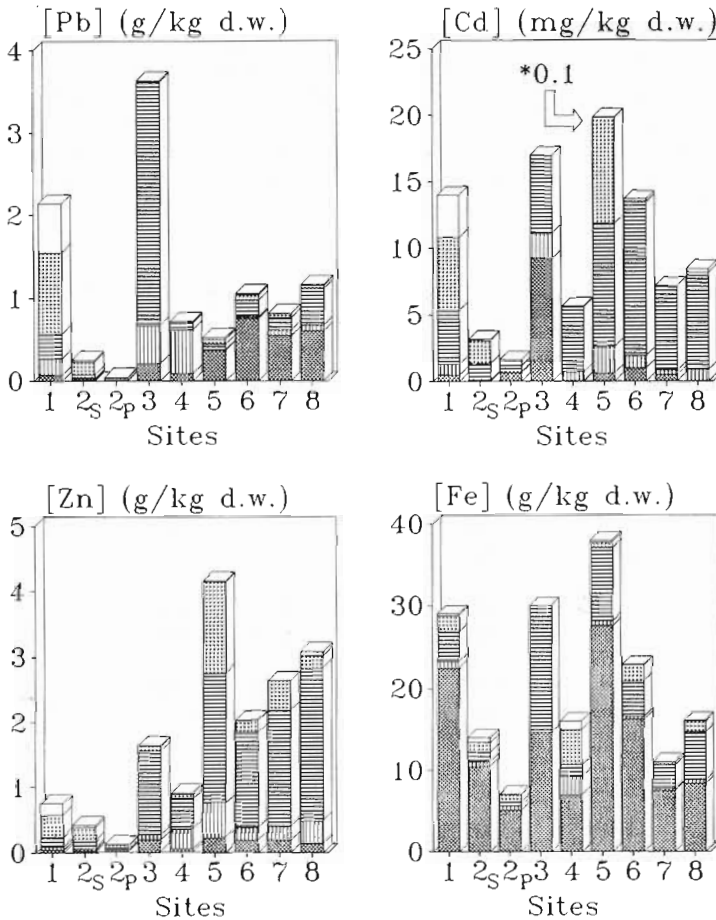 [Pb] (g/kg d.w.)
4
3
2
1
0
1 2S 2P 3 4 5 6 7 8
Sites
[Cd] (mg/kg d.w.)
25
*0.1
20
15
10
5
0
1 2S 2P 3 4 5 6 7 8
Sites
[Zn] (g/kg d.w.)
5
4
3
2
1
0
1 2S 2P 3 4 5 6 7 8
Sites
[Fe] (g/kg d.w.)
40
30
20
10
0
1 2S 2P 3 4 5 6 7 8
Sites